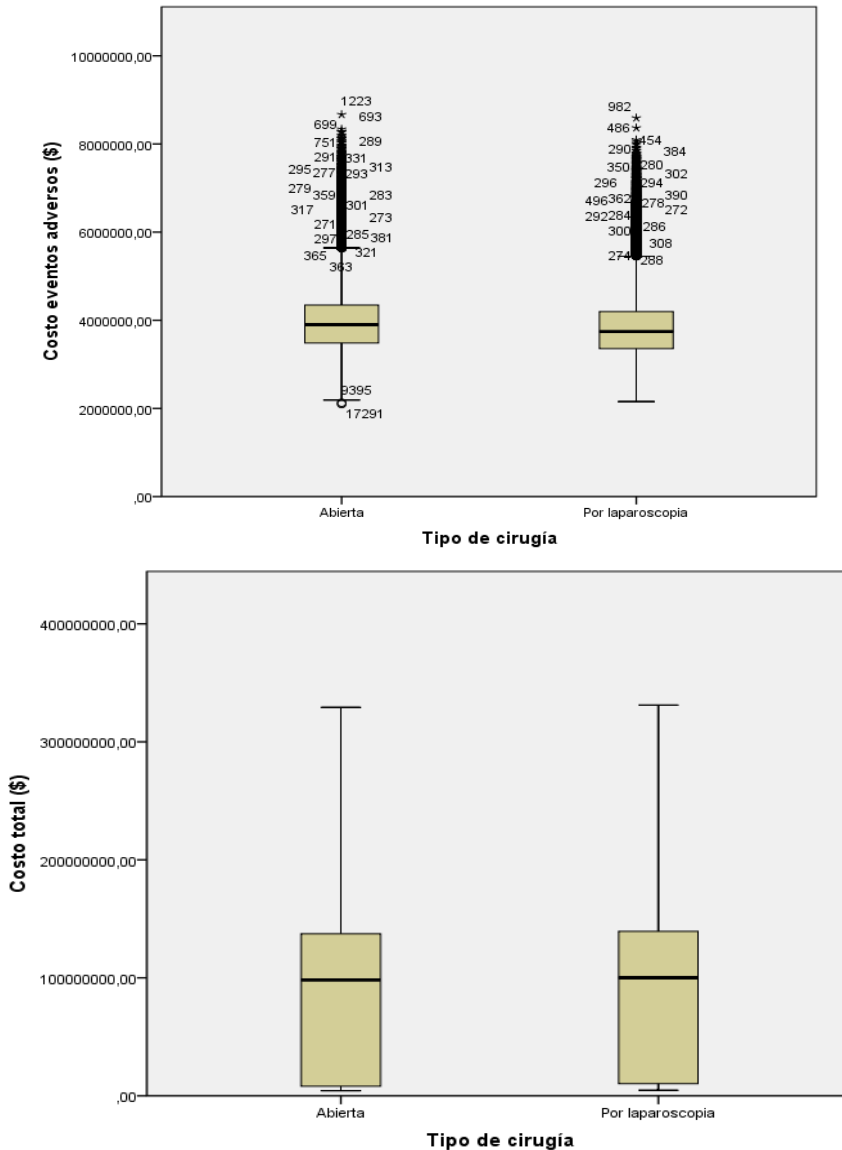 10000000,00
8000000,00
6000000,00
4000000,00
2000000,00
,00
Costo eventos adversos ($)
1223
699 693
751 289
291 331
295 277 293 313
279 359 283
317 301
271 273
297 285 381
365 321
363
9395
17291
982
486
290 454 384
350 280
296 294 302
496 362 278 390
292 284 272
300 286
308
274 288
Abierta Por laparoscopia
Tipo de cirugía
400000000,00
300000000,00
200000000,00
100000000,00
,00
Costo total ($)
Abierta Por laparoscopia
Tipo de cirugía